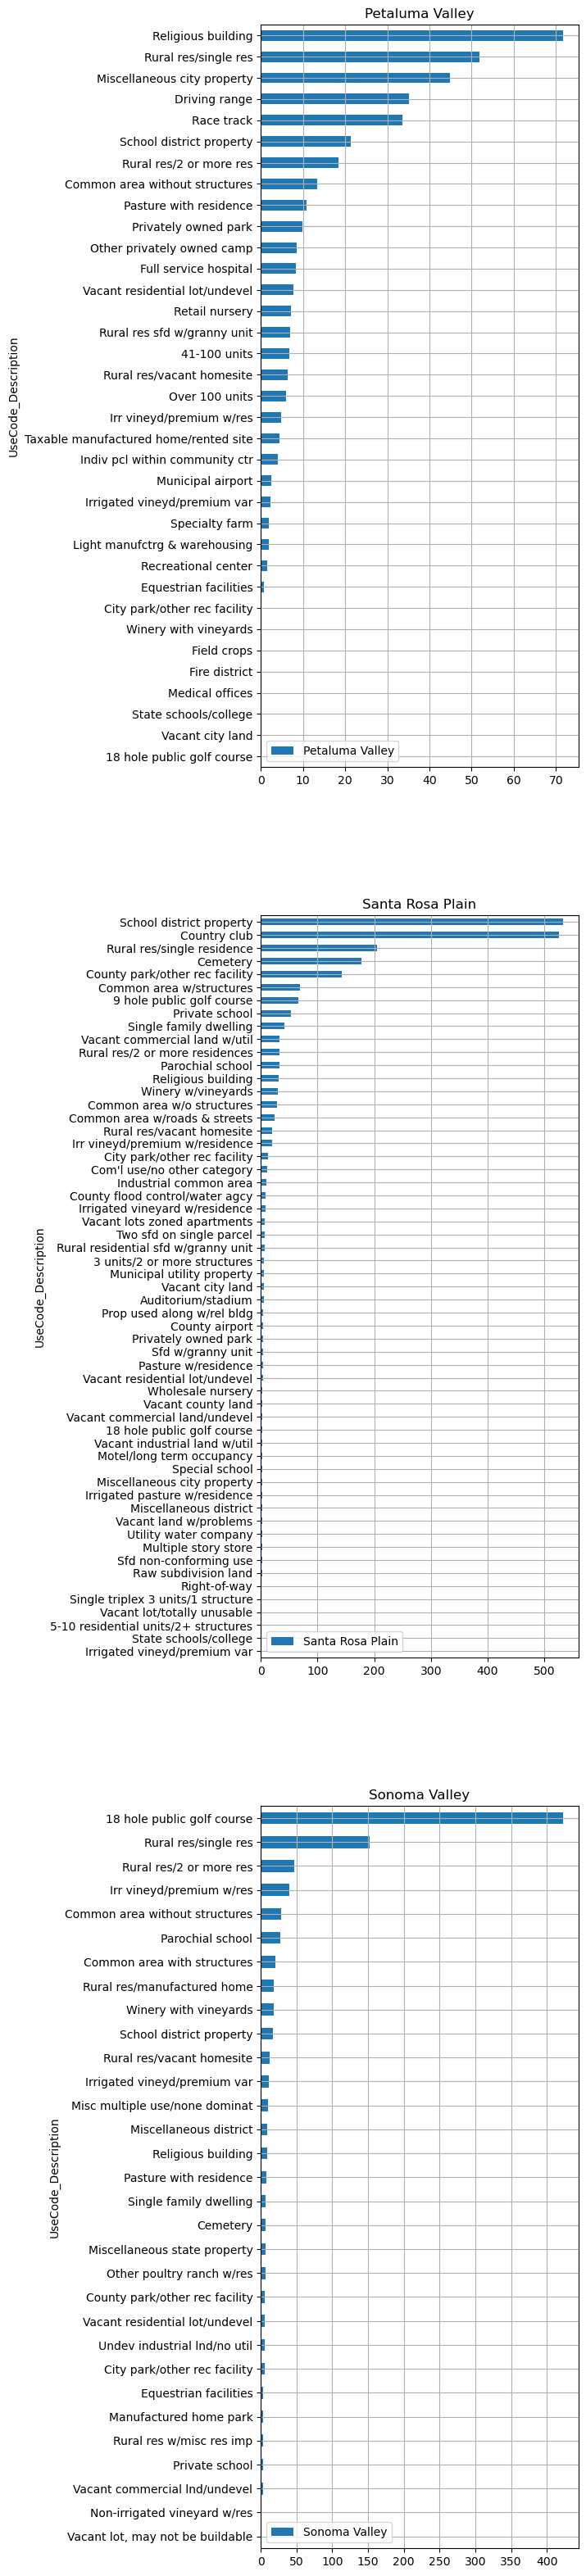 Petaluma Valley
Religious building
Rural res/single res
Miscellaneous city property
Driving range
Race track
School district property
Rural res/2 or more res
Common area without structures
Pasture with residence
Privately owned park
Other privately owned camp
Full service hospital
Vacant residential lot/undevel
Retail nursery
Rural res sfd w/granny unit
41-100 units
Rural res/vacant homesite
Over 100 units
Irr vineyd/premium w/res
Taxable manufactured home/rented site
Indiv pcl within community ctr
Municipal airport
Irrigated vineyd/premium var
Specialty farm
Light manufctrg & warehousing
Recreational center
Equestrian facilities
City park/other rec facility
Winery with vineyards
Field crops
Fire district
Medical offices
State schools/college
Vacant city land
18 hole public golf course
UseCode_Description
Petaluma Valley
0 10 20 30 40 50 60 70
Santa Rosa Plain
School district property
Country club
Rural res/single residence
Cemetery
County park/other rec facility
Common area w/structures
9 hole public golf course
Private school
Single family dwelling
Vacant commercial land w/util
Rural res/2 or more residences
Parochial school
Religious building
Winery w/vineyards
Common area w/o structures
Common area w/roads & streets
Rural res/vacant homesite
Irr vineyd/premium w/residence
City park/other rec facility
Com'l use/no other category
Industrial common area
County flood control/water agcy
Irrigated vineyard w/residence
Vacant lots zoned apartments
Two sfd on single parcel
Rural residential sfd w/granny unit
3 units/2 or more structures
Municipal utility property
Vacant city land
Auditorium/stadium
Prop used along w/rel bldg
County airport
Privately owned park
Sfd w/granny unit
Pasture w/residence
Vacant residential lot/undevel
Wholesale nursery
Vacant county land
Vacant commercial land/undevel
18 hole public golf course
Vacant industrial land w/util
Motel/long term occupancy
Special school
Miscellaneous city property
Irrigated pasture w/residence
Miscellaneous district
Vacant land w/problems
Utility water company
Multiple story store
Sfd non-conforming use
Raw subdivision land
Right-of-way
Single triplex 3 units/1 structure
Vacant lot/totally unusable
5-10 residential units/2+ structures
State schools/college
Irrigated vineyd/premium var
UseCode_Description
Santa Rosa Plain
0 100 200 300 400 500
Sonoma Valley
18 hole public golf course
Rural res/single res
Rural res/2 or more res
Irr vineyd/premium w/res
Common area without structures
Parochial school
Common area with structures
Rural res/manufactured home
Winery with vineyards
School district property
Rural res/vacant homesite
Irrigated vineyd/premium var
Misc multiple use/none dominat
Miscellaneous district
Religious building
Pasture with residence
Single family dwelling
Cemetery
Miscellaneous state property
Other poultry ranch w/res
County park/other rec facility
Vacant residential lot/undevel
Undev industrial lnd/no util
City park/other rec facility
Equestrian facilities
Manufactured home park
Rural res w/misc res imp
Private school
Vacant commercial lnd/undevel
Non-irrigated vineyard w/res
Vacant lot, may not be buildable
UseCode_Description
Sonoma Valley
0 50 100 150 200 250 300 350 400